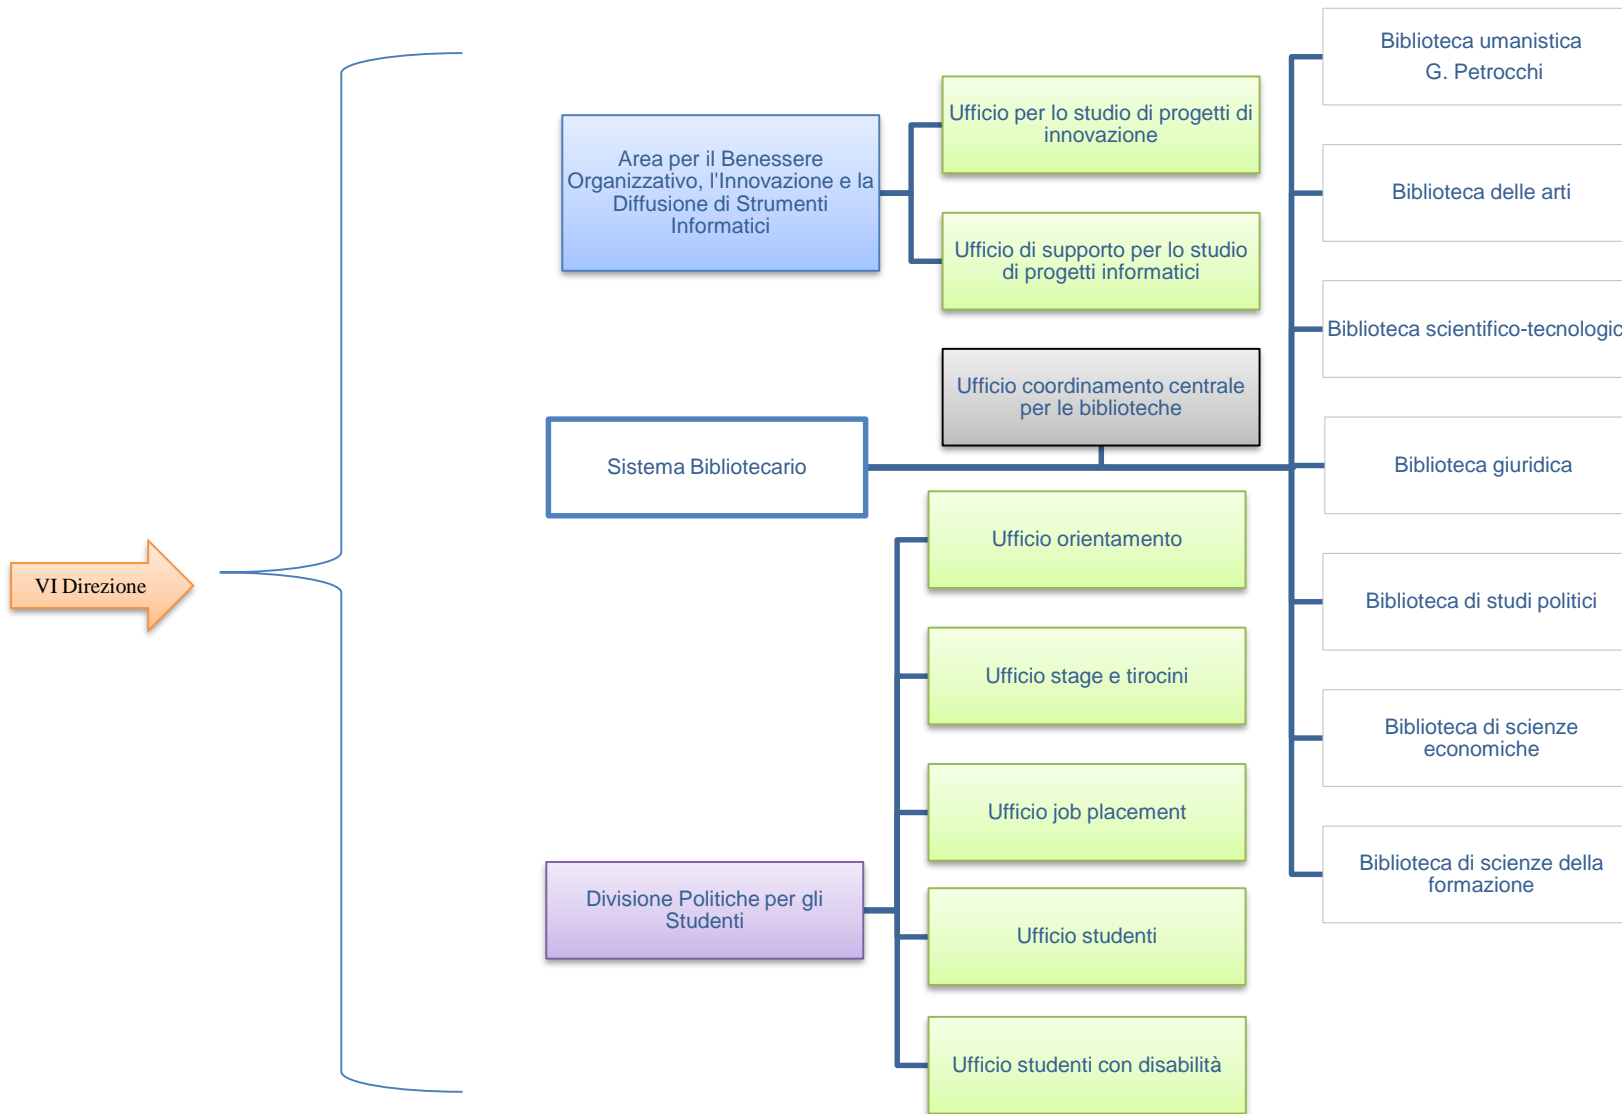 VI Direzione
Area per il Benessere
Organizzativo, l'Innovazione e la
Diffusione di Strumenti
Informatici
Ufficio per lo studio di progetti di
innovazione
Ufficio di supporto per lo studio
di progetti informatici
Sistema Bibliotecario
Ufficio coordinamento centrale
per le biblioteche
Biblioteca umanistica
G. Petrocchi
Biblioteca delle arti
Biblioteca scientifico-tecnologic
Biblioteca giuridica
Biblioteca di studi politici
Biblioteca di scienze
economiche
Biblioteca di scienze della
formazione
Divisione Politiche per gli
Studenti
Ufficio orientamento
Ufficio stage e tirocini
Ufficio job placement
Ufficio studenti
Ufficio studenti con disabilità